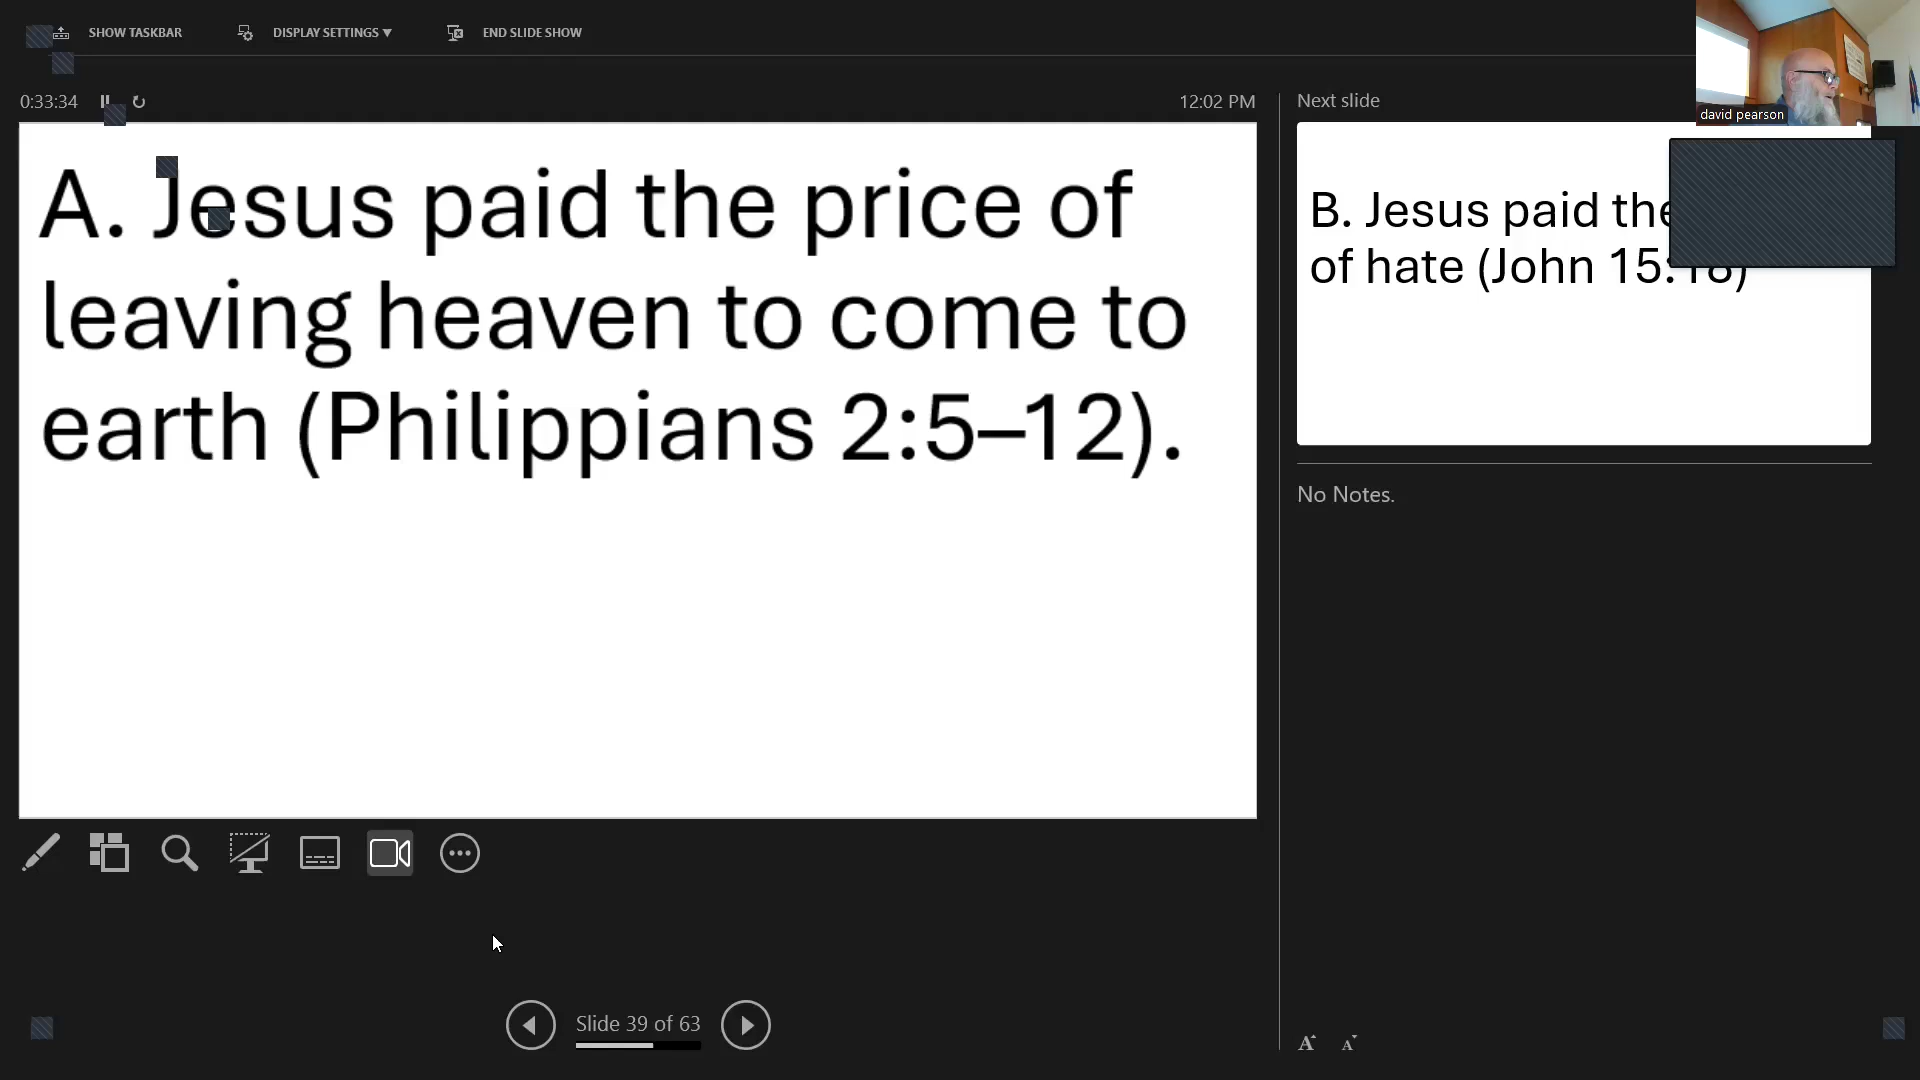 SHOW TASKBAR
DISPLAY SETTINGS ▼
END SLIDE SHOW
0:33:34
12:02 PM
Next slide
david pearson
A. Jesus paid the price of
leaving heaven to come to
earth (Philippians 2:5–12).
B. Jesus paid the
of hate (John 15:18)
No Notes.
Slide 39 of 63
A A